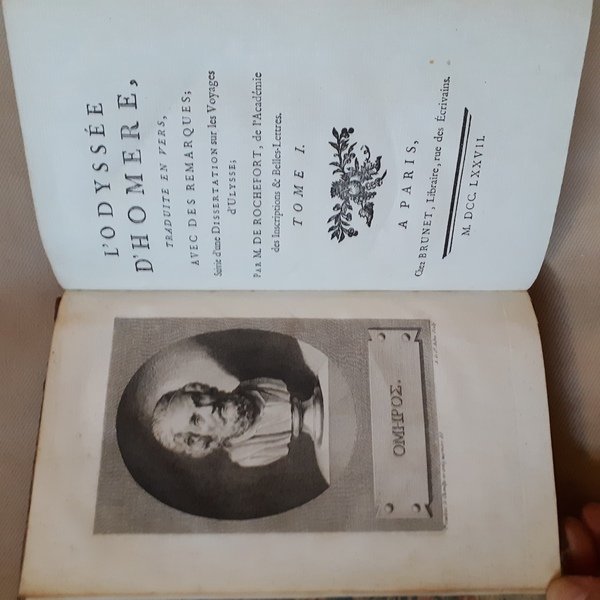 L'ODYSSÉE
D'HOMERE,
TRADUITE EN VERS,
AVEC DES REMARQUES;
Suivie d'une DISSERTATION sur les Voyages
d'ULYSSE;
PAR M. DE ROCHEFORT, de l'Académie
des Inscriptions & Belles-Lettres.
TOME I.
A PARIS,
Chez BRUNET, Libraire, rue des Écrivains.
M. DCC. LXXVII.
ΟΜΗΡΟΣ.